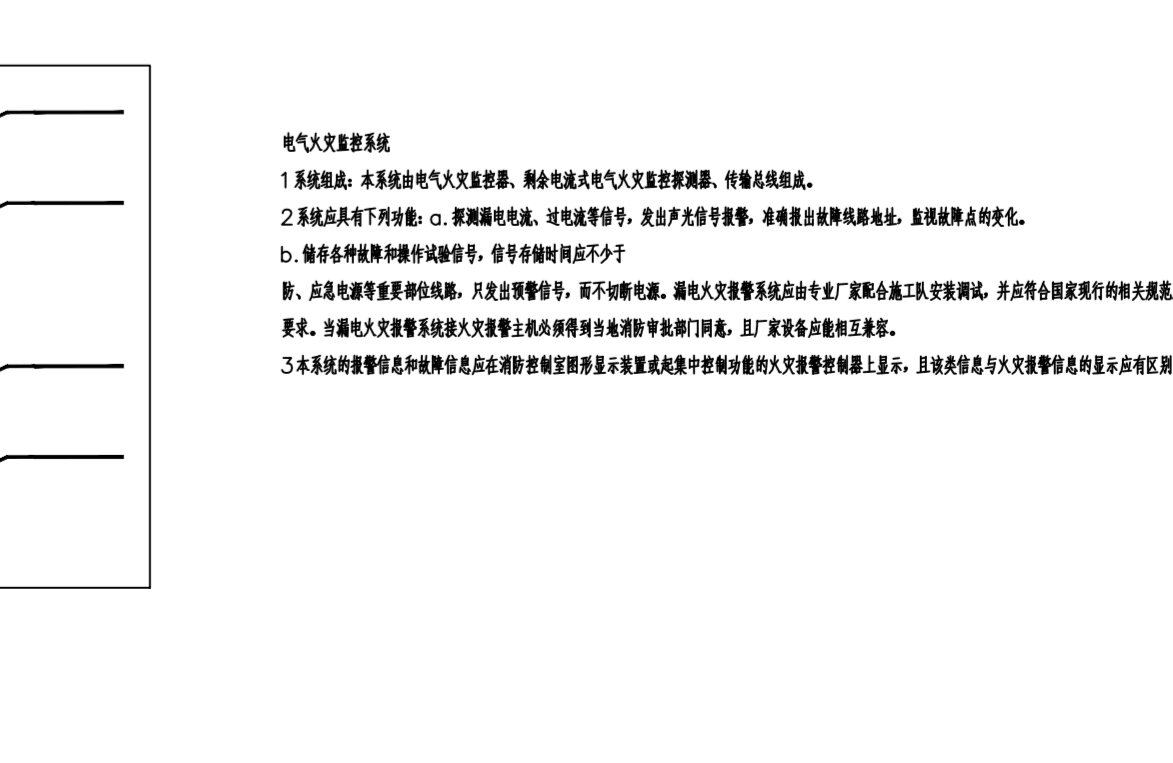 电气火灾监控系统
1系统组成：本系统由电气火灾监控器、剩余电流式电气火灾监控探测器、传输总线组成。
2系统应具有下列功能：a.探测漏电电流、过电流等信号，发出声光信号报警，准确报出故障线路地址，监视故障点的变化。
b.储存各种故障和操作试验信号，信号存储时间应不少于
防、应急电源等重要部位线路，只发出预警信号，而不切断电源。漏电火灾报警系统应由专业厂家配合施工队安装调试，并应符合国家现行的相关规范
要求。当漏电火灾报警系统接火灾报警主机必须得到当地消防审批部门同意，且厂家设备应能相互兼容。
3本系统的报警信息和故障信息应在消防控制室图形显示装置或起集中控制功能的火灾报警控制器上显示，且该类信息与火灾报警信息的显示应有区别